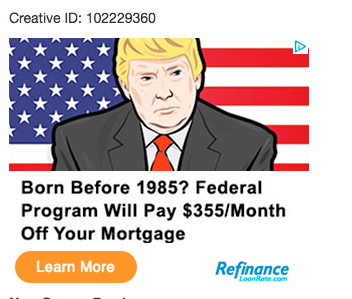 Creative ID: 102229360
Born Before 1985? Federal
Program Will Pay $355/Month
Off Your Mortgage
Learn More
Refinance
LoanRate.com